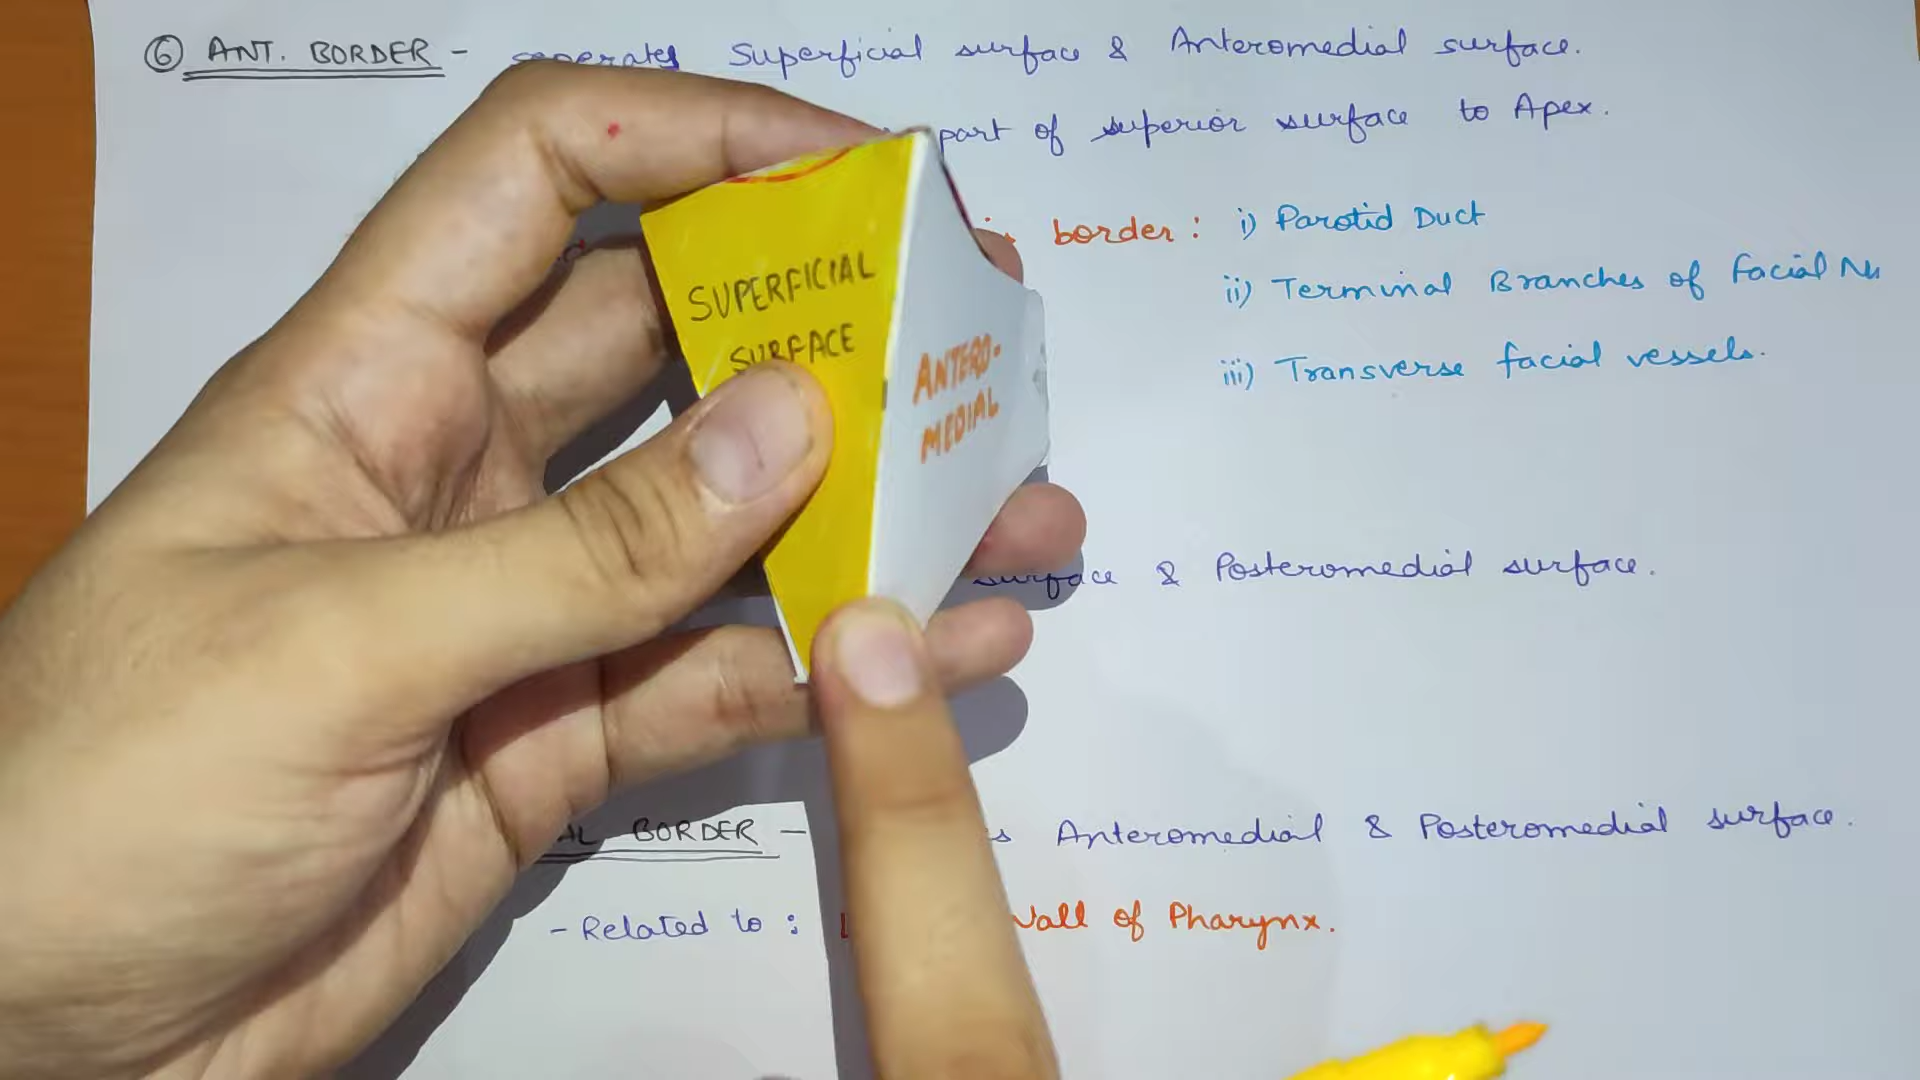 6 ANT. BORDER - seperates Superficial surface & Anteromedial surface.
part of superior surface to Apex.
border : i) Parotid Duct
ii) Terminal Branches of facial
iii) Transverse facial vessels.
SUPERFICIAL
SURFACE
ANTERO-
MEDIAL
surface & Posteromedial surface.
BORDER - Anteromedial & Posteromedial surface.
- Related to : Wall of Pharynx.